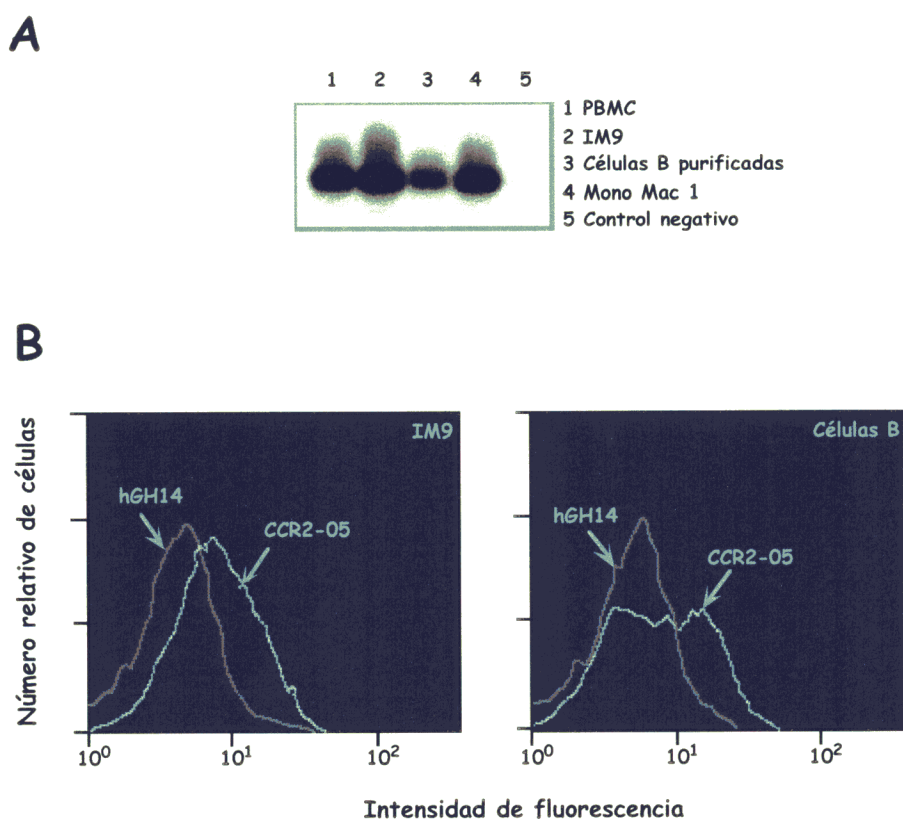 A
1 2 3 4 5
1 PBMC
2 IM9
3 Células B purificadas
4 Mono Mac 1
5 Control negativo
B
Número relativo de células
IM9
hGH14
CCR2-05
10⁰ 10¹ 10²
Células B
hGH14
CCR2-05
10⁰ 10¹ 10²
Intensidad de fluorescencia